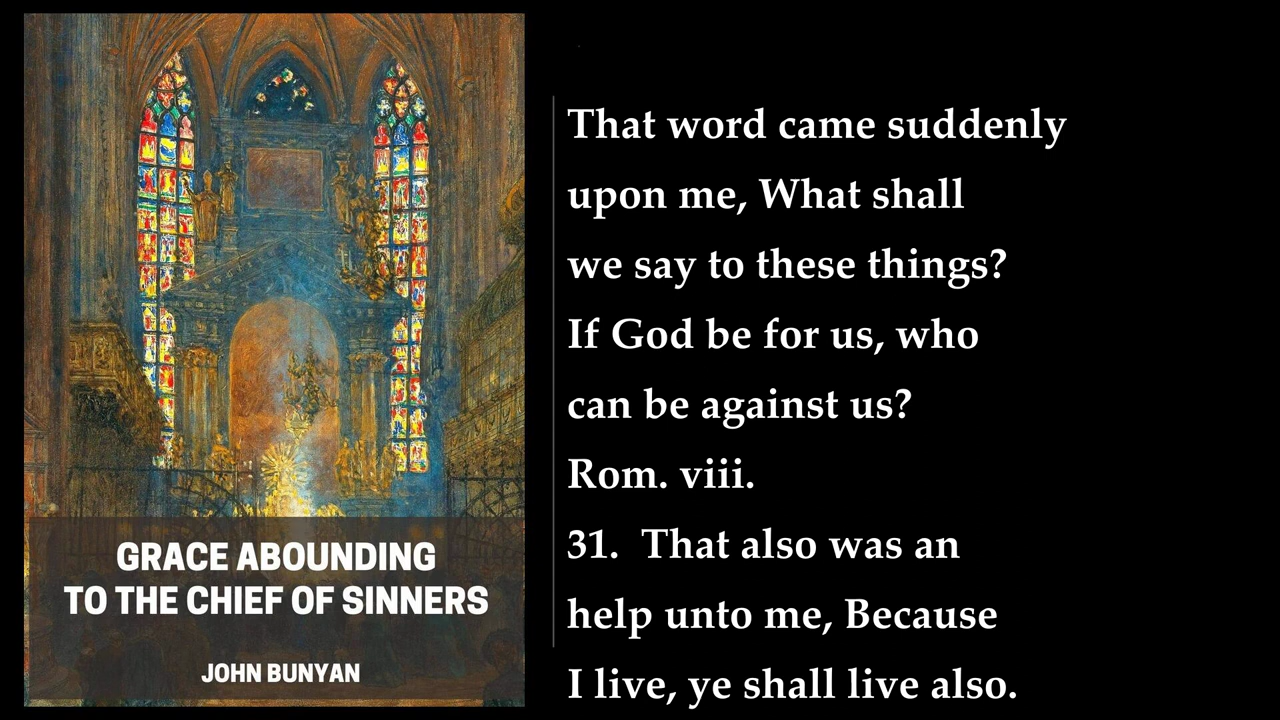 GRACE ABOUNDING
TO THE CHIEF OF SINNERS
JOHN BUNYAN
That word came suddenly
upon me, What shall
we say to these things?
If God be for us, who
can be against us?
Rom. viii.
31.  That also was an
help unto me, Because
I live, ye shall live also.